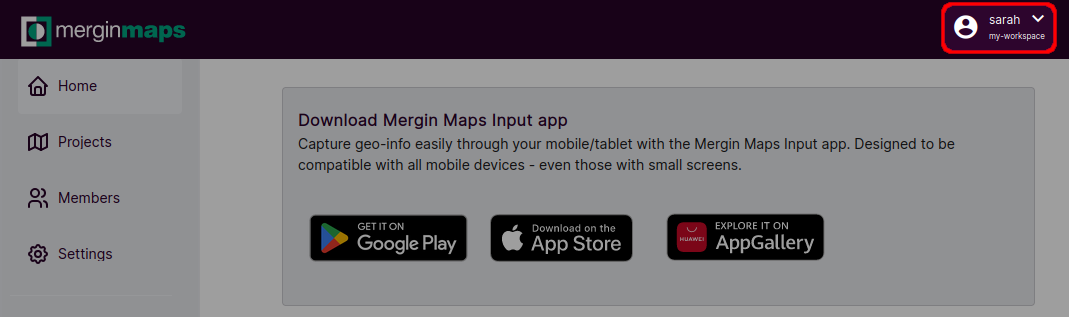 merginmaps
sarah
my-workspace
Home
Projects
Members
Settings
Download Mergin Maps Input app
Capture geo-info easily through your mobile/tablet with the Mergin Maps Input app. Designed to be
compatible with all mobile devices - even those with small screens.
GET IT ON
Google Play
Download on the
App Store
HUAWEI
EXPLORE IT ON
AppGallery